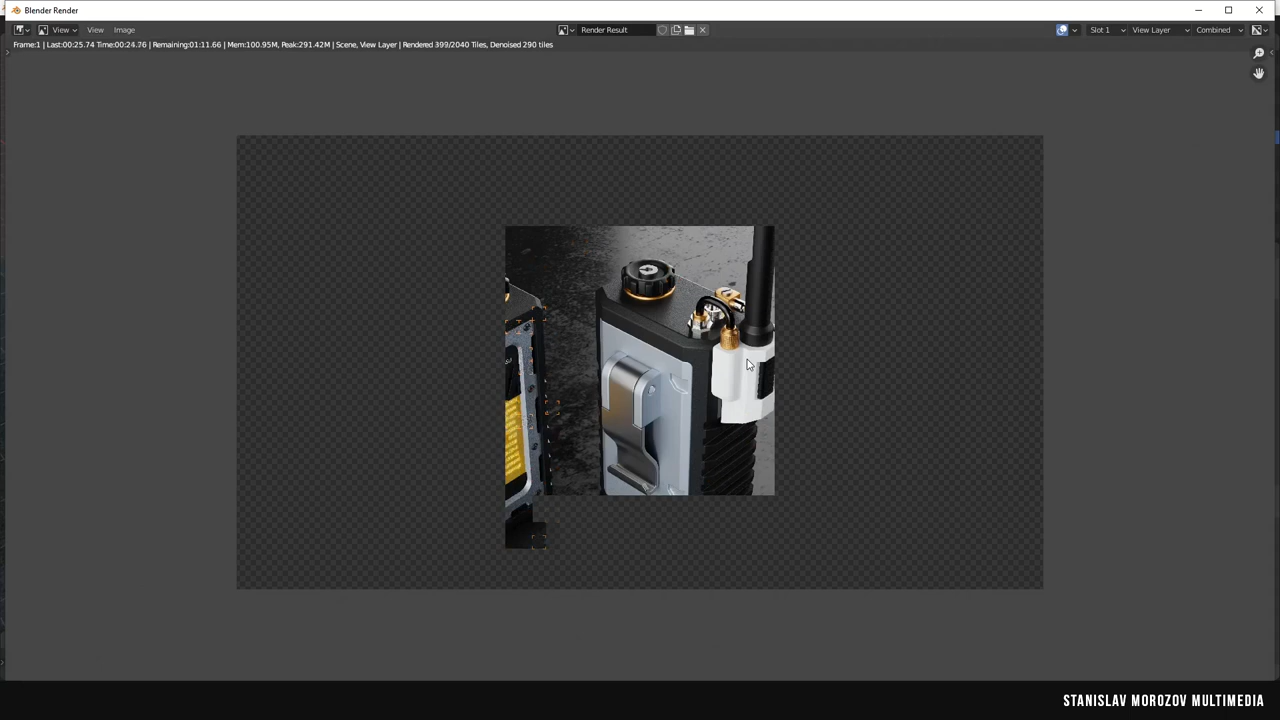 Blender Render
View View Image Render Result Slot 1 View Layer Combined
Frame:1 | Last:00:25.74 Time:00:24.76 | Remaining:01:11.66 | Mem:100.95M, Peak:291.42M | Scene, View Layer | Rendered 399/2040 Tiles, Denoised 290 tiles
STANISLAV MOROZOV MULTIMEDIA